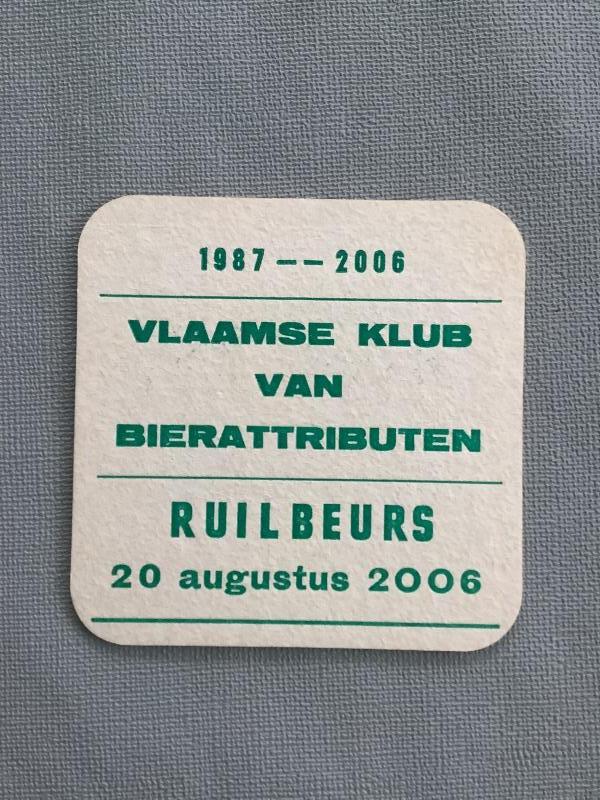 1987 -- 2006
VLAAMSE KLUB
VAN
BIERATTRIBUTEN
RUILBEURS
20 augustus 2006